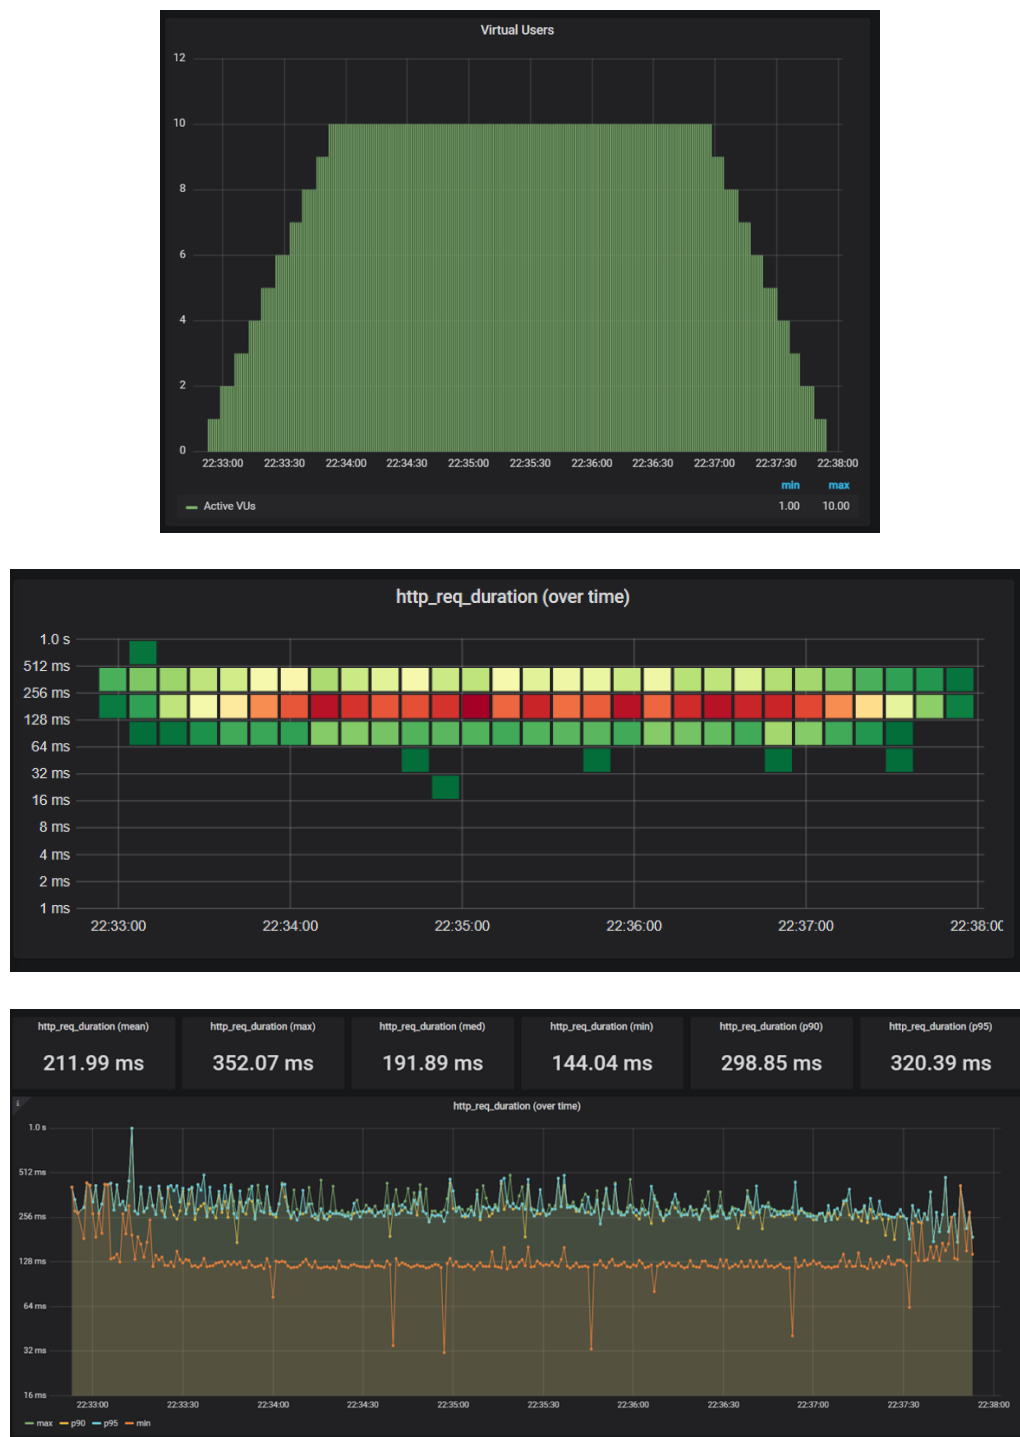 Virtual Users
12
10
8
6
4
2
0
22:33:00 22:33:30 22:34:00 22:34:30 22:35:00 22:35:30 22:36:00 22:36:30 22:37:00 22:37:30 22:38:00
min max
Active VUs 1.00 10.00
http_req_duration (over time)
1.0 s
512 ms
256 ms
128 ms
64 ms
32 ms
16 ms
8 ms
4 ms
2 ms
1 ms
22:33:00 22:34:00 22:35:00 22:36:00 22:37:00 22:38:00
http_req_duration (mean) http_req_duration (max) http_req_duration (med) http_req_duration (min) http_req_duration (p90) http_req_duration (p95)
211.99 ms 352.07 ms 191.89 ms 144.04 ms 298.85 ms 320.39 ms
i
http_req_duration (over time)
1.0 s
512 ms
256 ms
128 ms
64 ms
32 ms
16 ms
22:33:00 22:33:30 22:34:00 22:34:30 22:35:00 22:35:30 22:36:00 22:36:30 22:37:00 22:37:30 22:38:00
max p90 p95 min